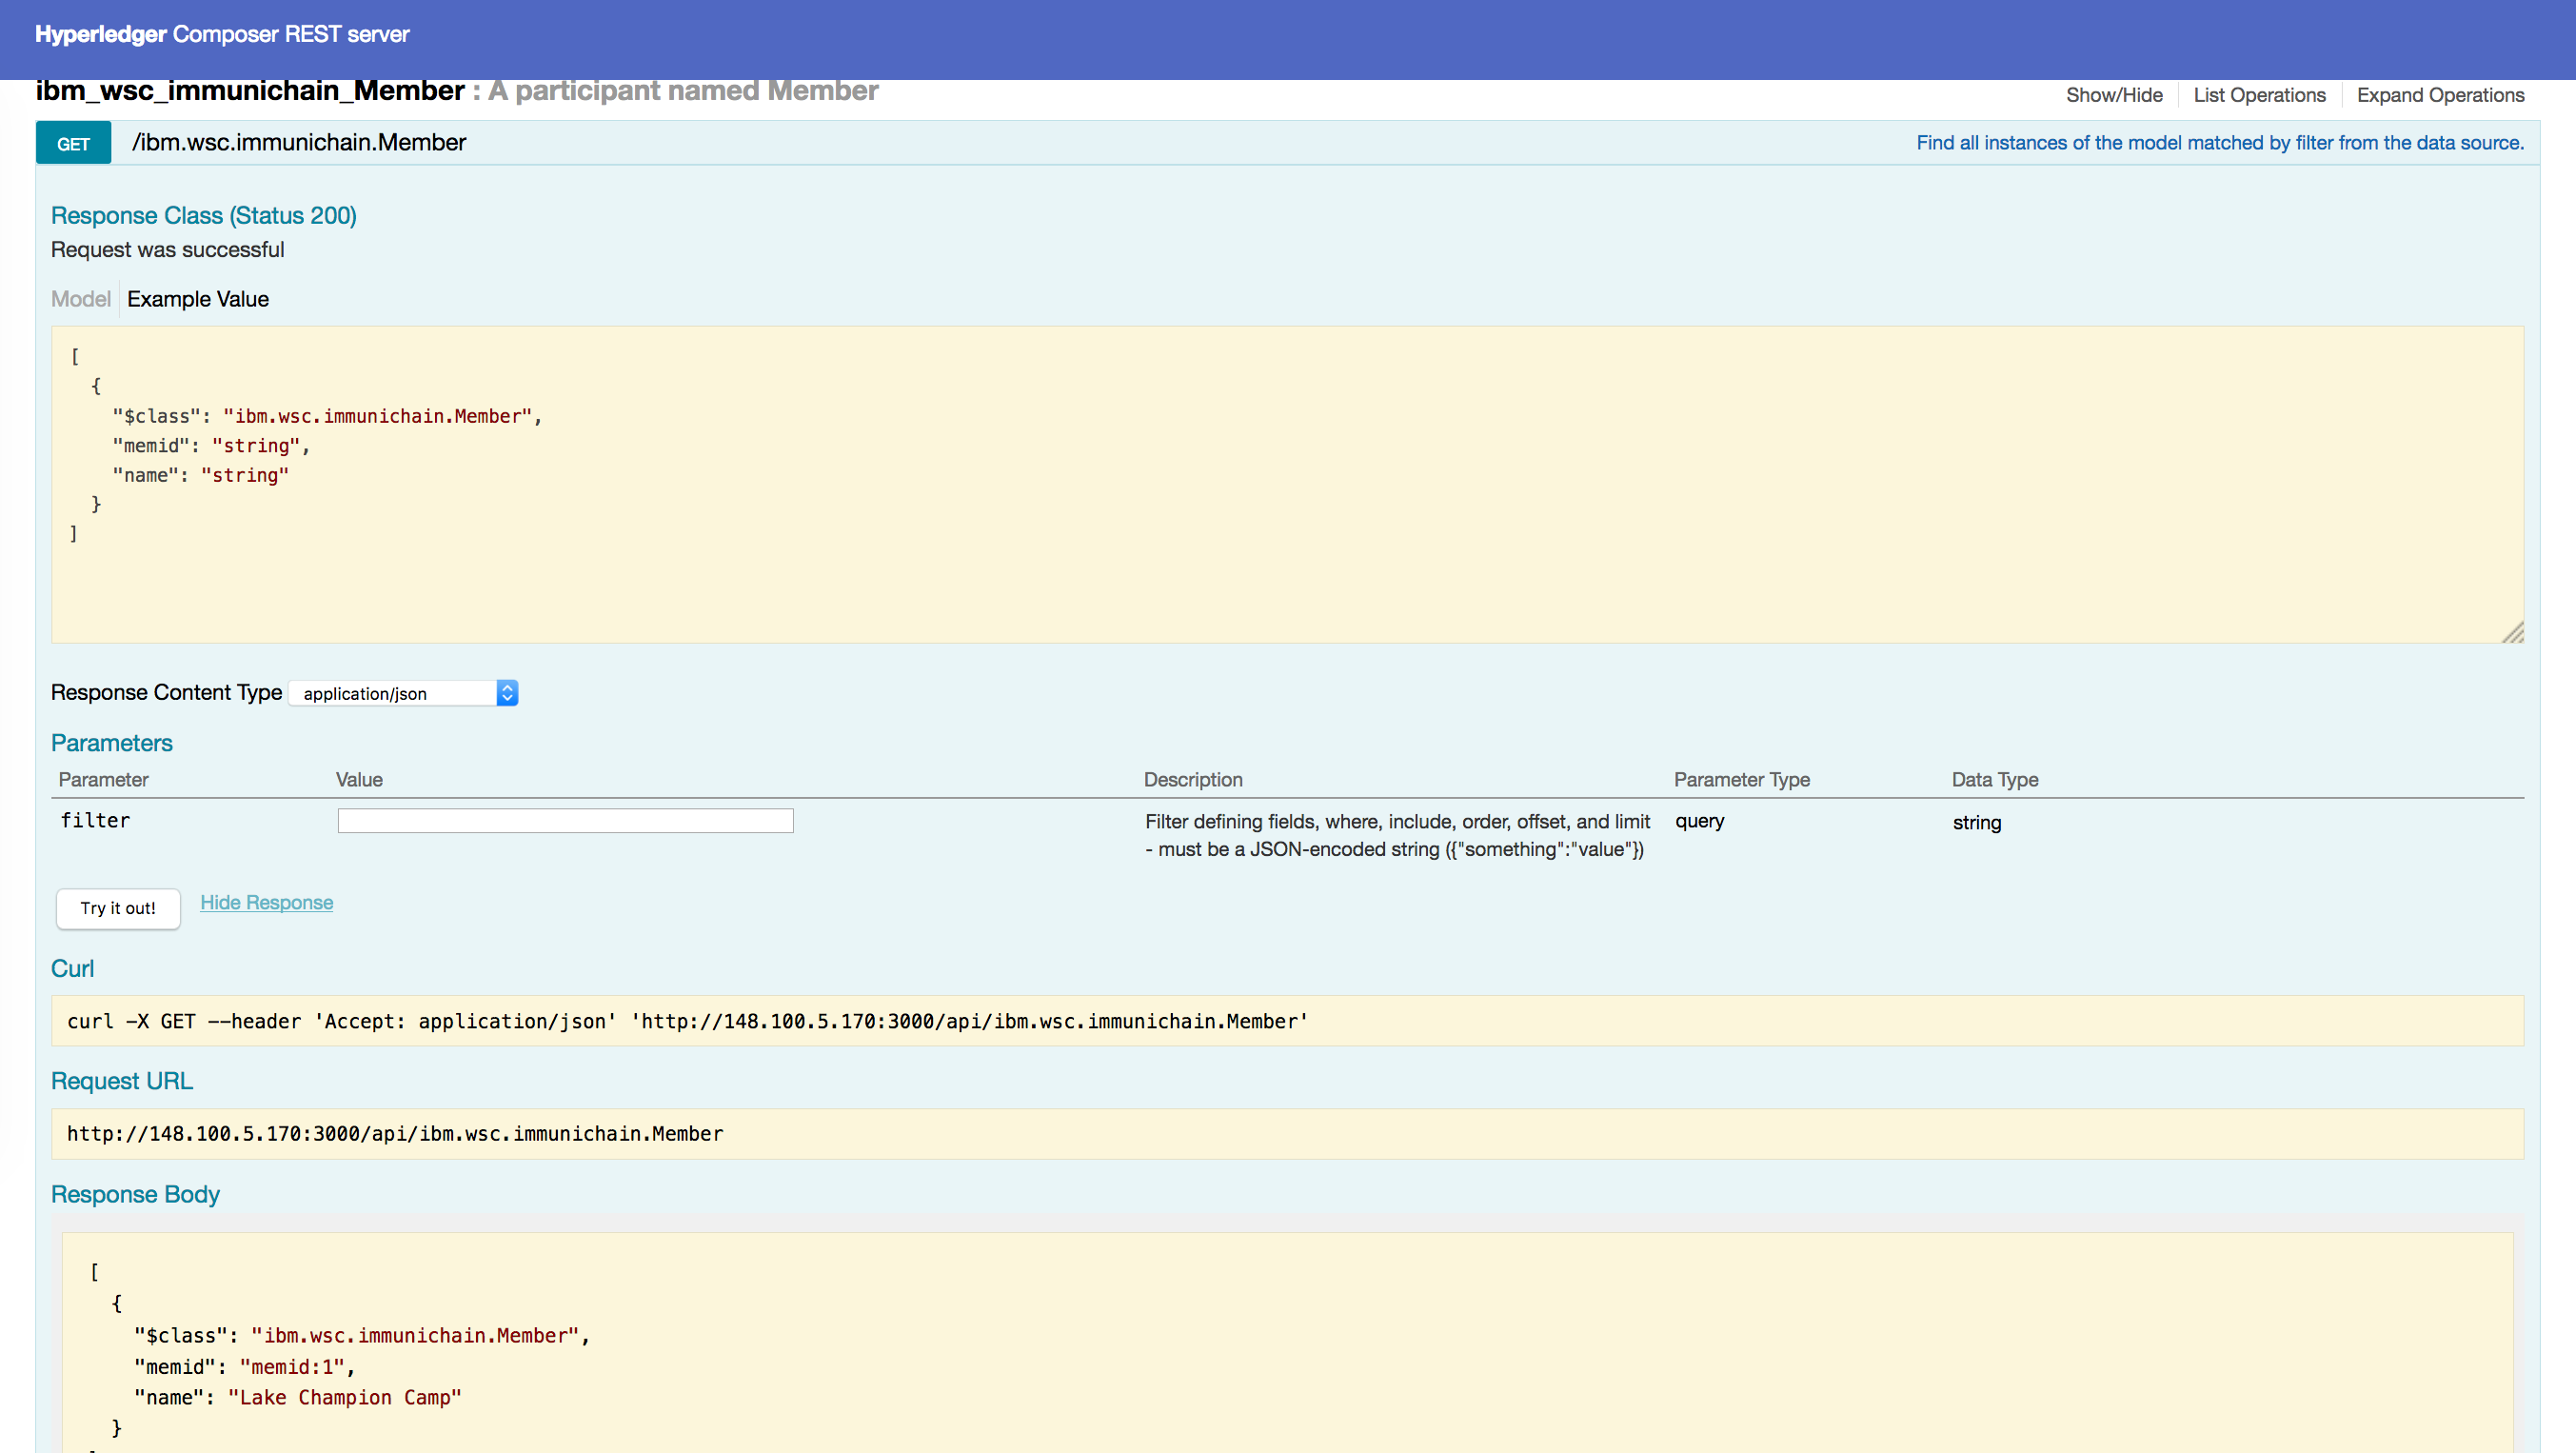 Hyperledger Composer REST server
ibm_wsc_immunichain_Member : A participant named Member
Show/Hide List Operations Expand Operations
GET /ibm.wsc.immunichain.Member Find all instances of the model matched by filter from the data source.
Response Class (Status 200)
Request was successful
Model Example Value
[
  {
    "$class": "ibm.wsc.immunichain.Member",
    "memid": "string",
    "name": "string"
  }
]
Response Content Type application/json
Parameters
Parameter Value Description Parameter Type Data Type
filter Filter defining fields, where, include, order, offset, and limit query string
- must be a JSON-encoded string ({"something":"value"})
Try it out! Hide Response
Curl
curl -X GET --header 'Accept: application/json' 'http://148.100.5.170:3000/api/ibm.wsc.immunichain.Member'
Request URL
http://148.100.5.170:3000/api/ibm.wsc.immunichain.Member
Response Body
[
  {
    "$class": "ibm.wsc.immunichain.Member",
    "memid": "memid:1",
    "name": "Lake Champion Camp"
  }